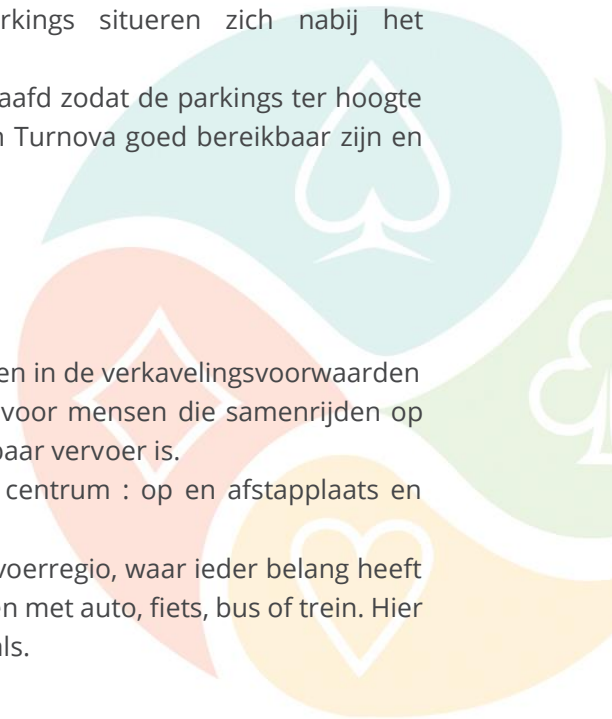 rkings situeren zich nabij het
aafd zodat de parkings ter hoogte
n Turnova goed bereikbaar zijn en
en in de verkavelingsvoorwaarden
voor mensen die samenrijden op
baar vervoer is.
centrum : op en afstapplaats en
voerregio, waar ieder belang heeft
en met auto, fiets, bus of trein. Hier
als.